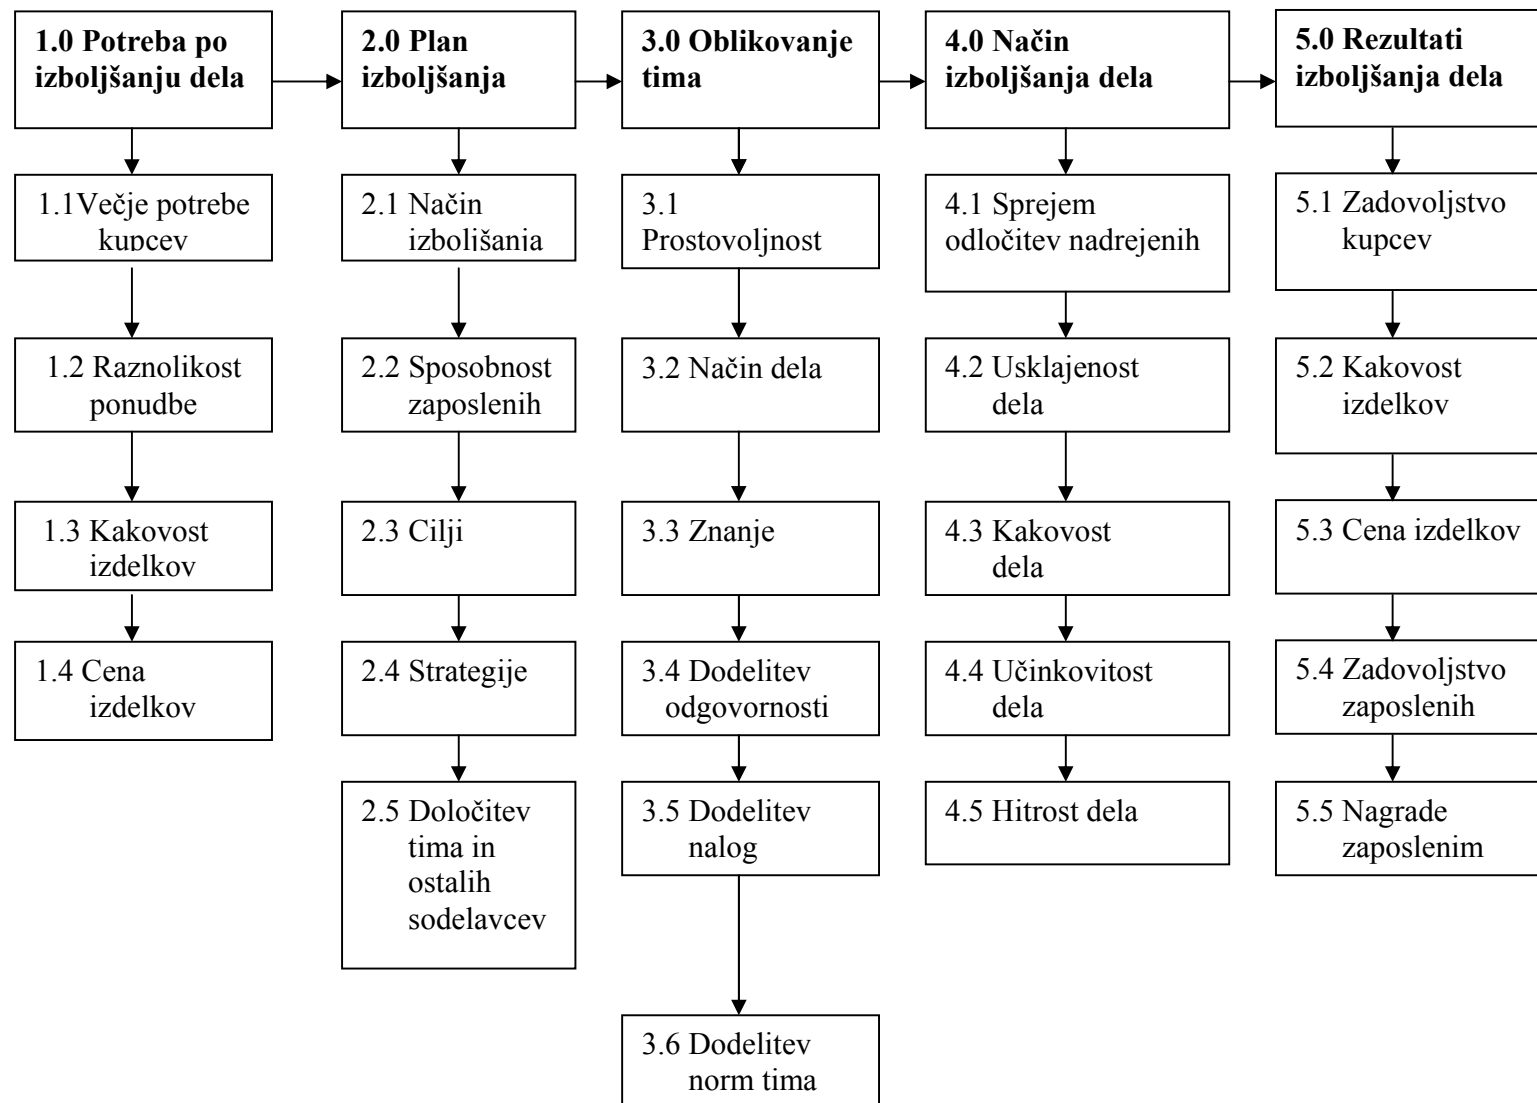 1.0 Potreba po
izboljšanju dela
2.0 Plan
izboljšanja
3.0 Oblikovanje
tima
4.0 Način
izboljšanja dela
5.0 Rezultati
izboljšanja dela
1.1Večje potrebe
kupcev
2.1 Način
izboljšanja
3.1
Prostovoljnost
4.1 Sprejem
odločitev nadrejenih
5.1 Zadovoljstvo
kupcev
1.2 Raznolikost
ponudbe
2.2 Sposobnost
zaposlenih
3.2 Način dela
4.2 Usklajenost
dela
5.2 Kakovost
izdelkov
1.3 Kakovost
izdelkov
2.3 Cilji
3.3 Znanje
4.3 Kakovost
dela
5.3 Cena izdelkov
1.4 Cena
izdelkov
2.4 Strategije
3.4 Dodelitev
odgovornosti
4.4 Učinkovitost
dela
5.4 Zadovoljstvo
zaposlenih
2.5 Določitev
tima in
ostalih
sodelavcev
3.5 Dodelitev
nalog
4.5 Hitrost dela
5.5 Nagrade
zaposlenim
3.6 Dodelitev
norm tima